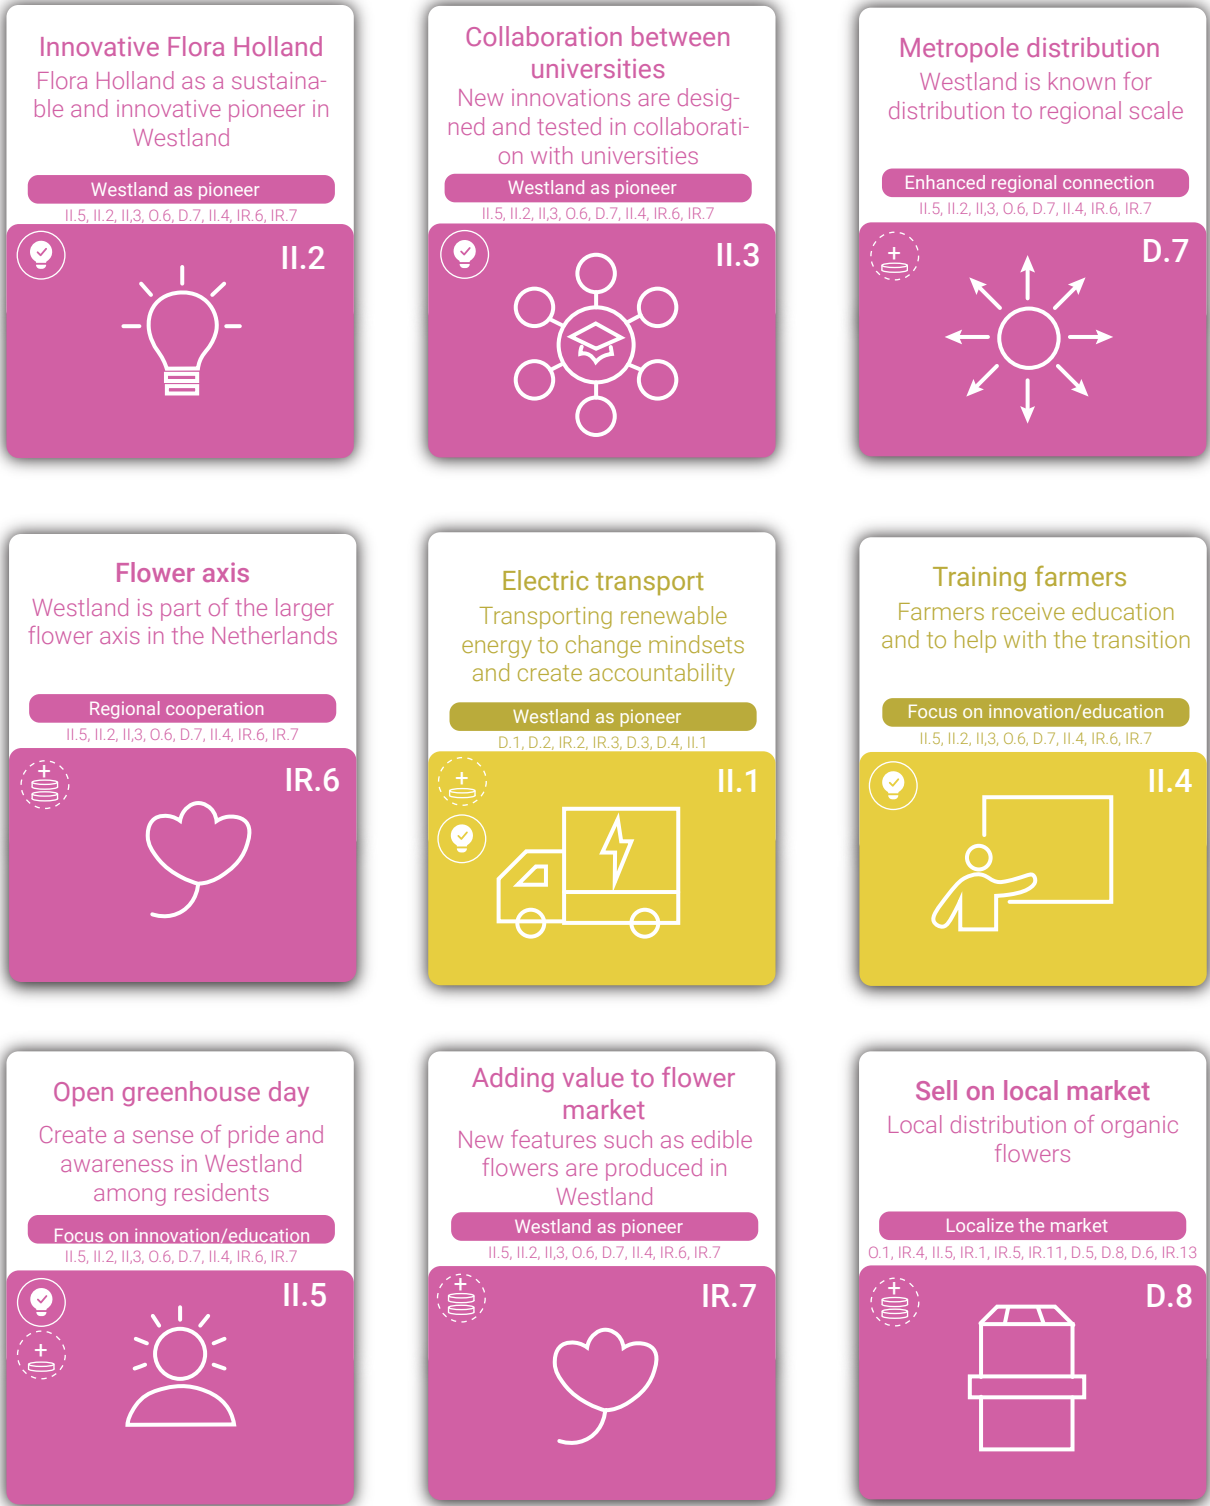 Innovative Flora Holland
Flora Holland as a sustaina-
ble and innovative pioneer in
Westland
Westland as pioneer
II.5, II.2, II,3, O.6, D.7, II.4, IR.6, IR.7
II.2
Collaboration between
universities
New innovations are desig-
ned and tested in collaborati-
on with universities
Westland as pioneer
II.5, II.2, II,3, O.6, D.7, II.4, IR.6, IR.7
II.3
Metropole distribution
Westland is known for
distribution to regional scale
Enhanced regional connection
II.5, II.2, II,3, O.6, D.7, II.4, IR.6, IR.7
D.7
Flower axis
Westland is part of the larger
flower axis in the Netherlands
Regional cooperation
II.5, II.2, II,3, O.6, D.7, II.4, IR.6, IR.7
IR.6
Electric transport
Transporting renewable
energy to change mindsets
and create accountability
Westland as pioneer
D.1, D.2, IR.2, IR.3, D.3, D.4, II.1
II.1
Training farmers
Farmers receive education
and to help with the transition
Focus on innovation/education
II.5, II.2, II,3, O.6, D.7, II.4, IR.6, IR.7
II.4
Open greenhouse day
Create a sense of pride and
awareness in Westland
among residents
Focus on innovation/education
II.5, II.2, II,3, O.6, D.7, II.4, IR.6, IR.7
II.5
Adding value to flower
market
New features such as edible
flowers are produced in
Westland
Westland as pioneer
II.5, II.2, II,3, O.6, D.7, II.4, IR.6, IR.7
IR.7
Sell on local market
Local distribution of organic
flowers
Localize the market
O.1, IR.4, II.5, IR.1, IR.5, IR.11, D.5, D.8, D.6, IR.13
D.8